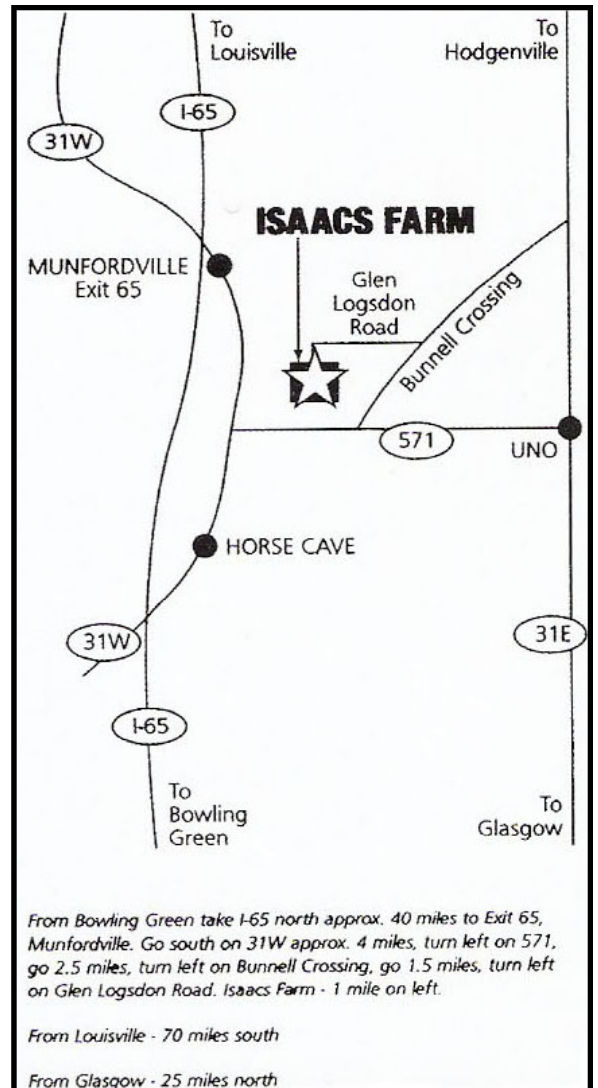 To
Louisville
To
Hodgenville
I-65
31W
ISAACS FARM
MUNFORDVILLE
Exit 65
Glen
Logsdon
Road
Bunnell Crossing
571
UNO
HORSE CAVE
31W
31E
I-65
To
Bowling
Green
To
Glasgow
From Bowling Green take I-65 north approx. 40 miles to Exit 65,
Munfordville. Go south on 31W approx. 4 miles, turn left on 571,
go 2.5 miles, turn left on Bunnell Crossing, go 1.5 miles, turn left
on Glen Logsdon Road. Isaacs Farm - 1 mile on left.
From Louisville - 70 miles south
From Glasgow - 25 miles north